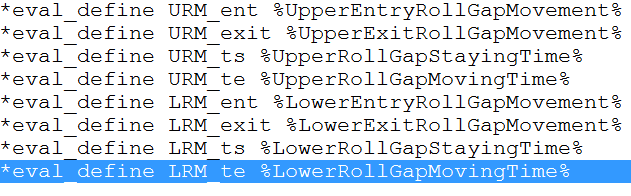 *eval_define URM_ent %UpperEntryRollGapMovement%
*eval_define URM_exit %UpperExitRollGapMovement%
*eval_define URM_ts %UpperRollGapStayingTime%
*eval_define URM_te %UpperRollGapMovingTime%
*eval_define LRM_ent %LowerEntryRollGapMovement%
*eval_define LRM_exit %LowerExitRollGapMovement%
*eval_define LRM_ts %LowerRollGapStayingTime%
*eval_define LRM_te %LowerRollGapMovingTime%